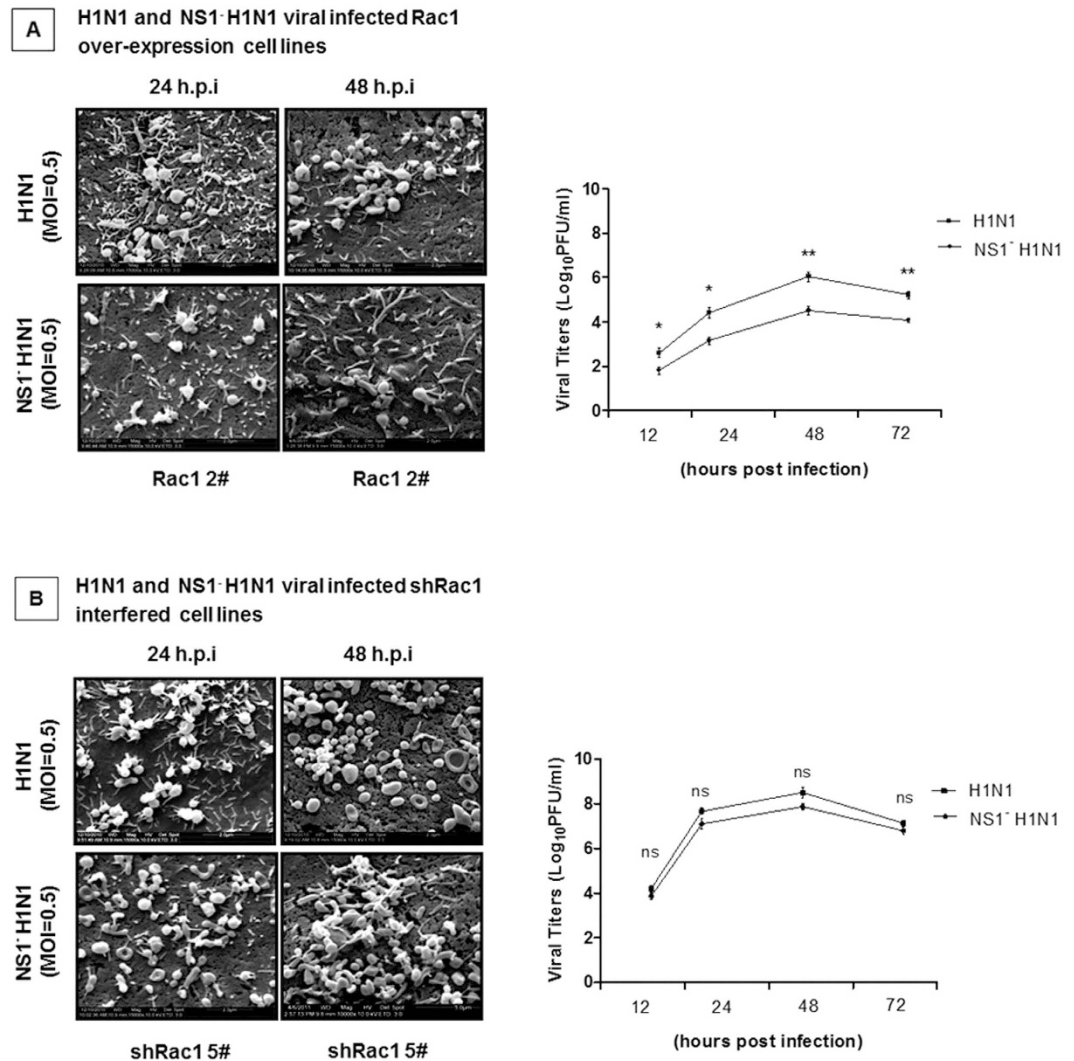 A
H1N1 and NS1⁻ H1N1 viral infected Rac1
over-expression cell lines
24 h.p.i
48 h.p.i
H1N1
(MOI=0.5)
NS1⁻ H1N1
(MOI=0.5)
Rac1 2#
Rac1 2#
Viral Titers (Log₁₀PFU/ml)
10
8
6
4
2
0
*
*
**
**
12
24
48
72
(hours post infection)
H1N1
NS1⁻ H1N1
B
H1N1 and NS1⁻ H1N1 viral infected shRac1
interfered cell lines
24 h.p.i
48 h.p.i
H1N1
(MOI=0.5)
NS1⁻ H1N1
(MOI=0.5)
shRac1 5#
shRac1 5#
Viral Titers (Log₁₀PFU/ml)
10
8
6
4
2
0
ns
ns
ns
ns
12
24
48
72
(hours post infection)
H1N1
NS1⁻ H1N1